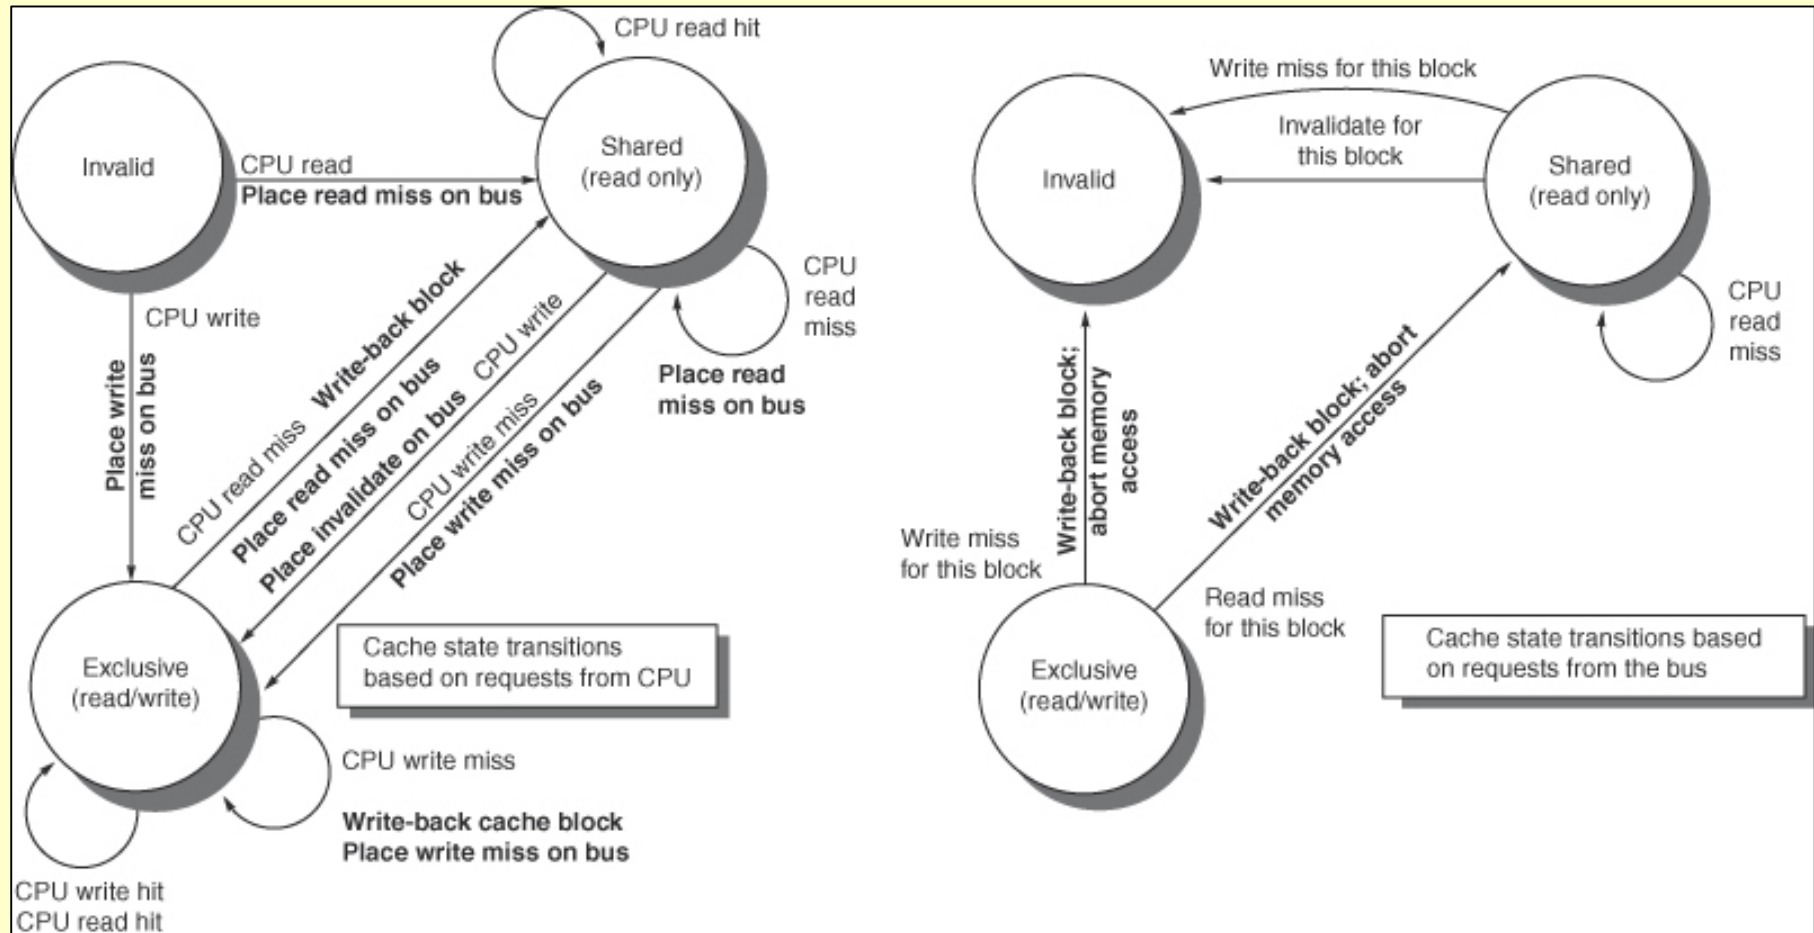 CPU read hit
Invalid
CPU read
Place read miss on bus
Shared
(read only)
CPU
read
miss
Place read
miss on bus
CPU write
Place write
miss on bus
CPU read miss
Write-back block
Place read miss on bus
Place invalidate on bus
CPU write
CPU write miss
Place write miss on bus
Exclusive
(read/write)
Cache state transitions
based on requests from CPU
CPU write miss
Write-back cache block
Place write miss on bus
CPU write hit
CPU read hit
Write miss for this block
Invalidate for
this block
Invalid
Shared
(read only)
CPU
read
miss
Write-back block;
abort memory
access
Write-back block; abort
memory access
Write miss
for this block
Read miss
for this block
Exclusive
(read/write)
Cache state transitions based
on requests from the bus